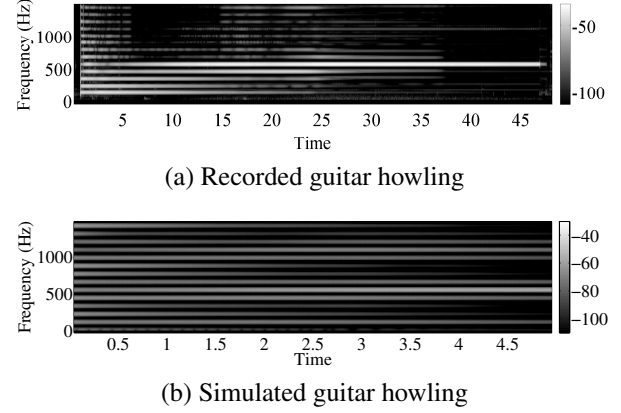 Frequency (Hz)
1000
500
0
5 10 15 20 25 30 35 40 45
Time
-50
-100
(a) Recorded guitar howling
Frequency (Hz)
1000
500
0
0.5 1 1.5 2 2.5 3 3.5 4 4.5
Time
−40
−60
−80
−100
(b) Simulated guitar howling